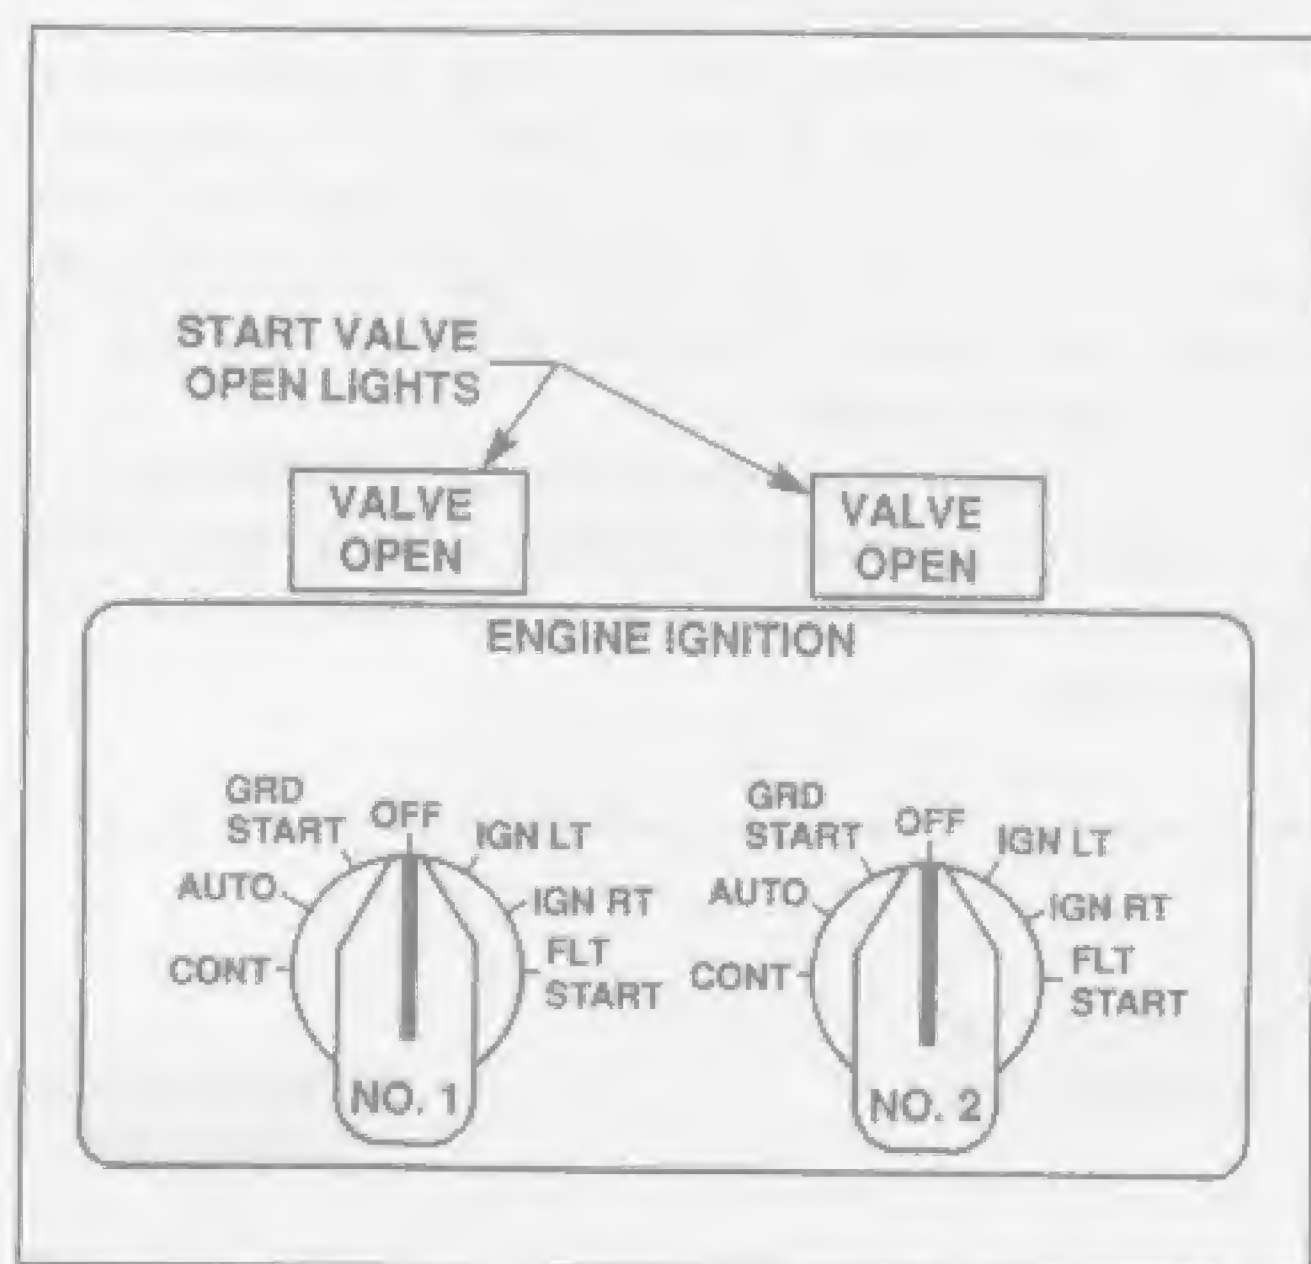 START VALVE
OPEN LIGHTS
VALVE
OPEN
VALVE
OPEN
ENGINE IGNITION
GRD
START
OFF
IGN LT
AUTO
IGN RT
CONT
FLT
START
NO. 1
GRD
START
OFF
IGN LT
AUTO
IGN RT
CONT
FLT
START
NO. 2